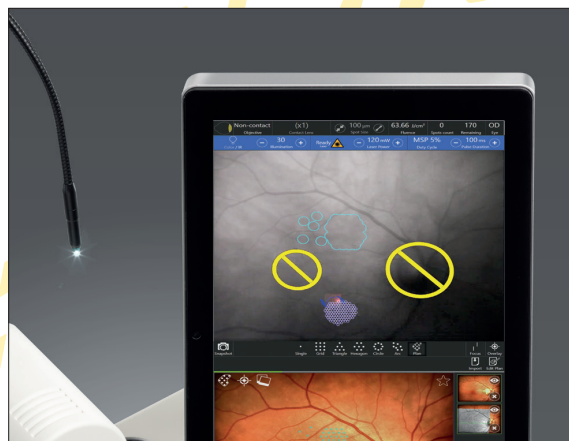 Non-contact (x1) 100 µm 63.66 J/cm² 0 170 OD
Objective Contact Lens Spot Size Fluence Spots count Remaining Eye
30 Ready 120 mW MSP 5% 100 ms
Illumination Laser Power Duty Cycle Pulse Duration
Snapshot Single Grid Triangle Hexagon Circle Arc Plan Focus Overlay
Import Edit Plan